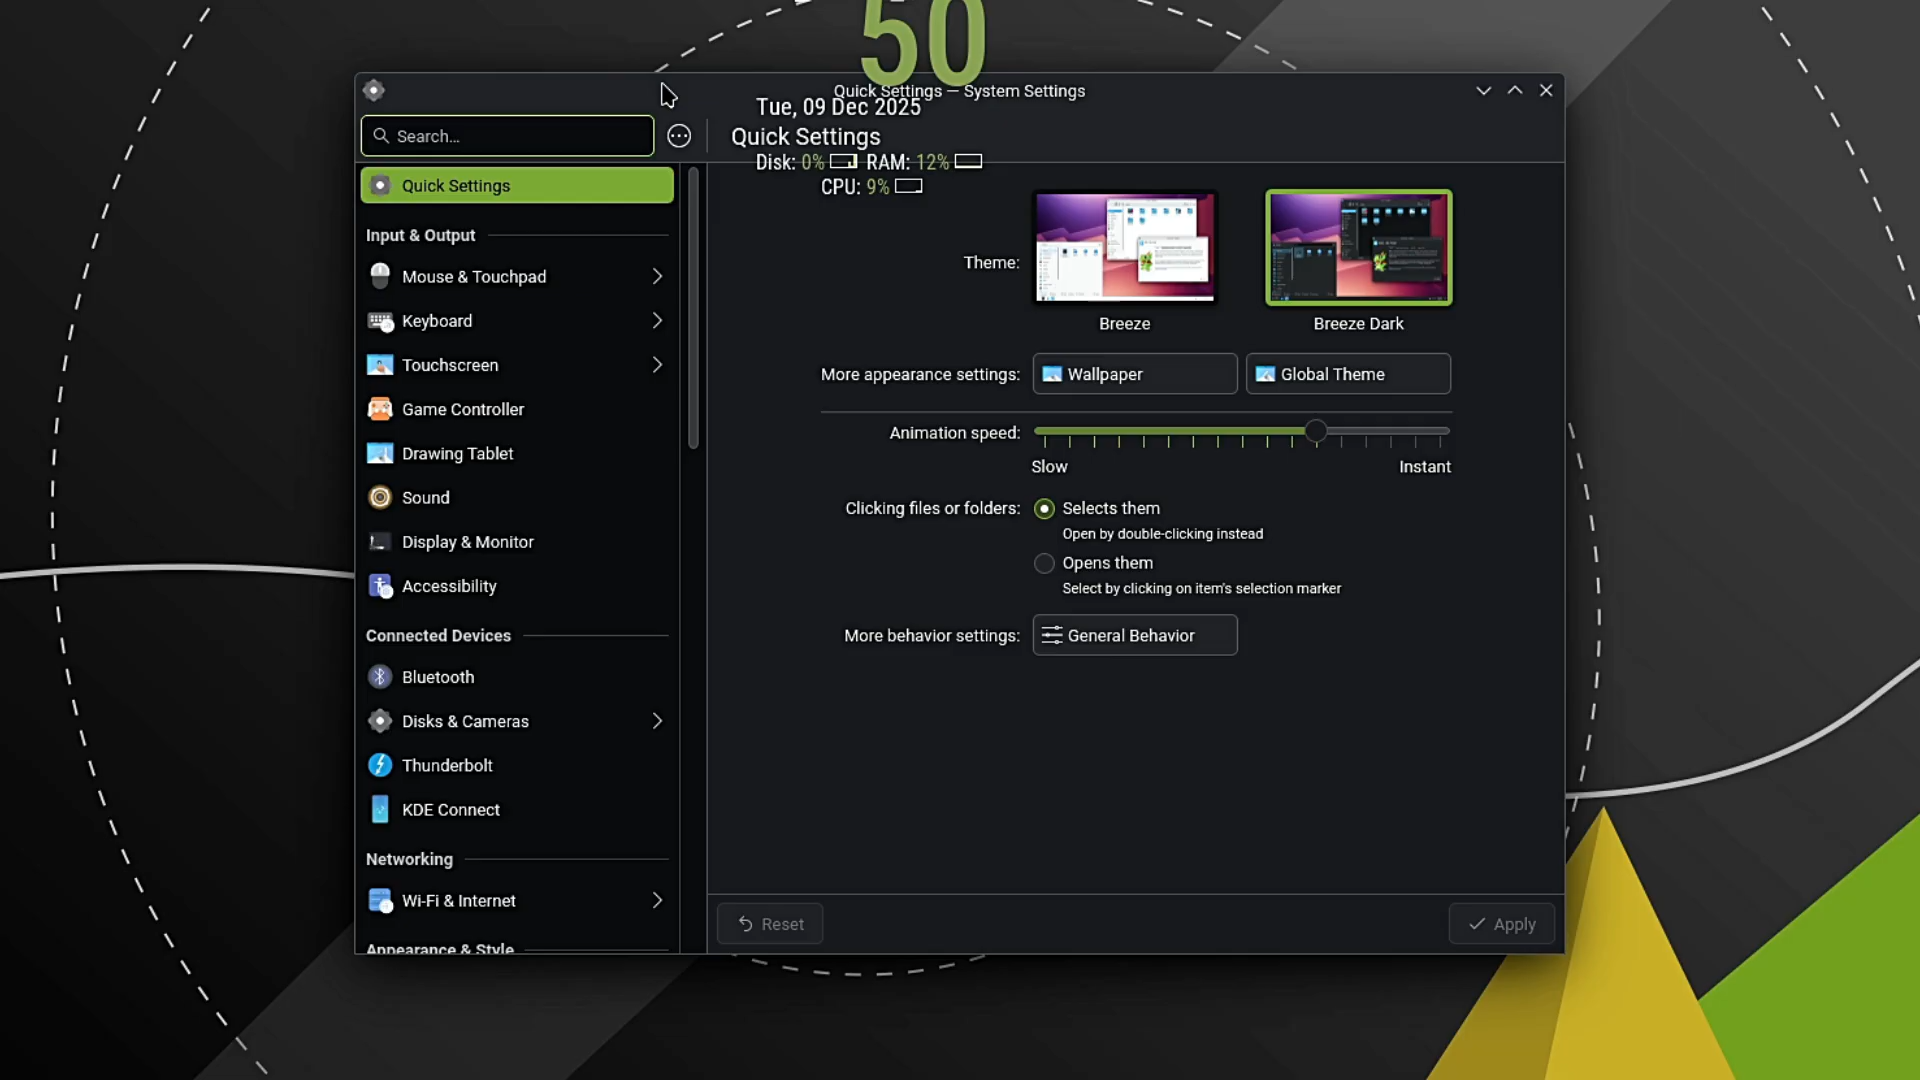 50
Quick Settings — System Settings
Tue, 09 Dec 2025
Search...
Quick Settings
Disk: 0% RAM: 12%
CPU: 9%
Quick Settings
Input & Output
Mouse & Touchpad
Keyboard
Touchscreen
Game Controller
Drawing Tablet
Sound
Display & Monitor
Accessibility
Connected Devices
Bluetooth
Disks & Cameras
Thunderbolt
KDE Connect
Networking
Wi-Fi & Internet
Appearance & Style
Theme:
Breeze
Breeze Dark
More appearance settings: Wallpaper Global Theme
Animation speed:
Slow Instant
Clicking files or folders: Selects them
Open by double-clicking instead
Opens them
Select by clicking on item's selection marker
More behavior settings: General Behavior
Reset
Apply